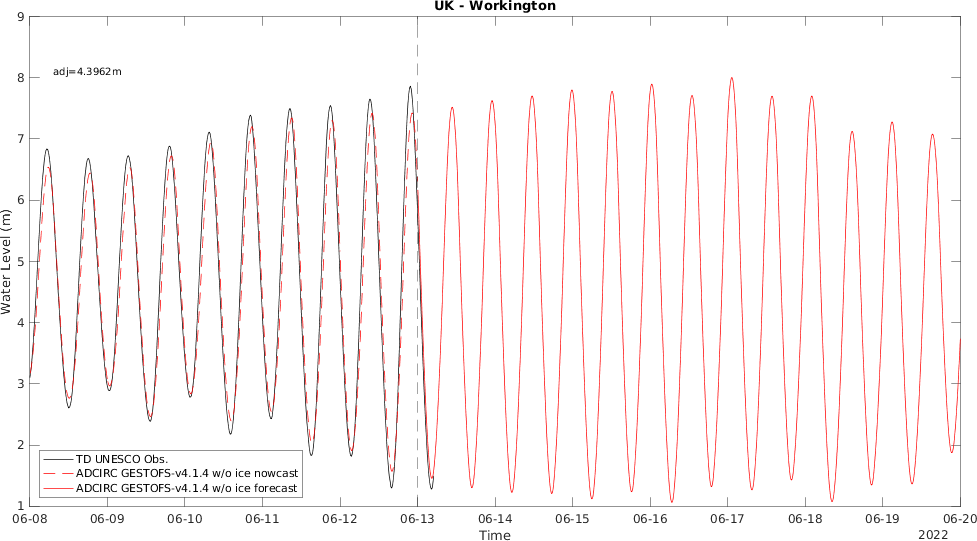 UK - Workington
9
8
7
6
5
4
3
2
1
Water Level (m)
adj=4.3962m
TD UNESCO Obs.
ADCIRC GESTOFS-v4.1.4 w/o ice nowcast
ADCIRC GESTOFS-v4.1.4 w/o ice forecast
06-08 06-09 06-10 06-11 06-12 06-13 06-14 06-15 06-16 06-17 06-18 06-19 06-20
Time
2022